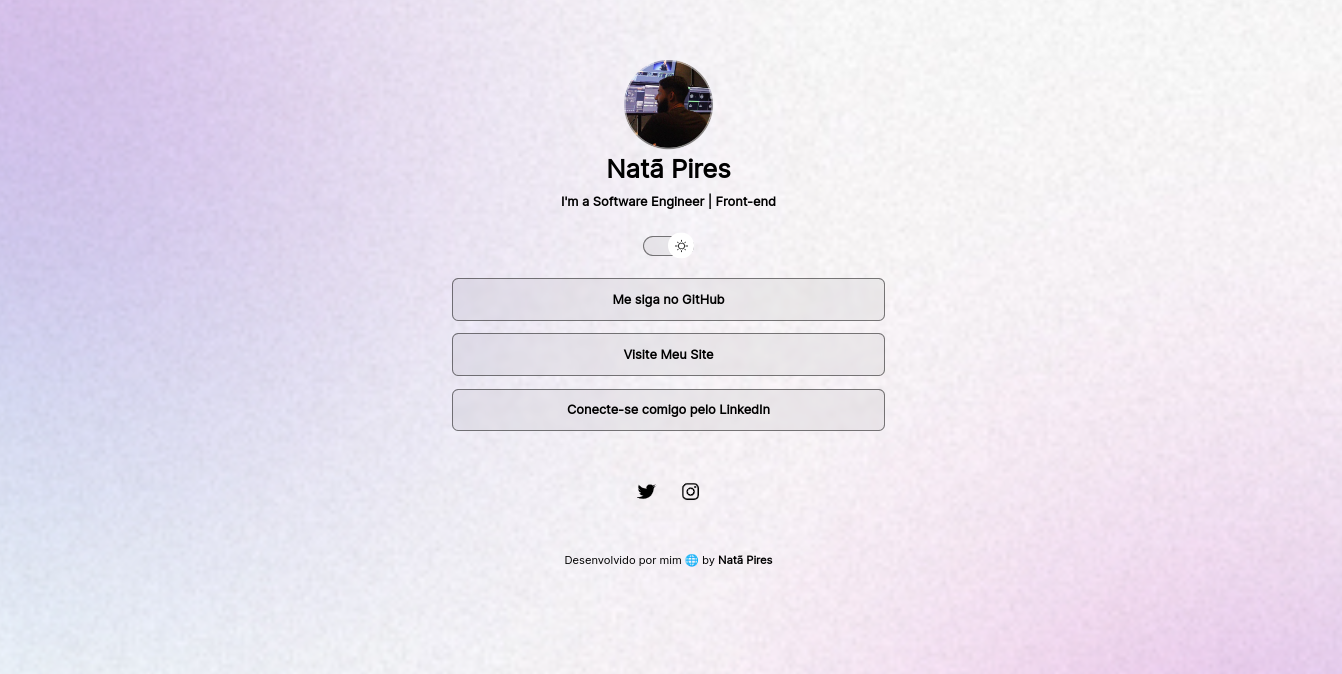 Natã Pires
I'm a Software Engineer | Front-end
Me siga no GitHub
Visite Meu Site
Conecte-se comigo pelo LinkedIn
Desenvolvido por mim 🌐 by Natã Pires